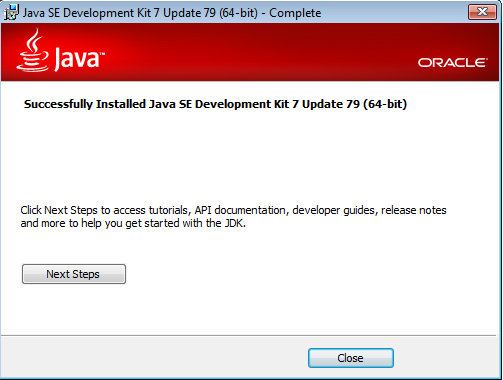 Java SE Development Kit 7 Update 79 (64-bit) - Complete
Java™
ORACLE®
Successfully Installed Java SE Development Kit 7 Update 79 (64-bit)
Click Next Steps to access tutorials, API documentation, developer guides, release notes
and more to help you get started with the JDK.
Next Steps
Close